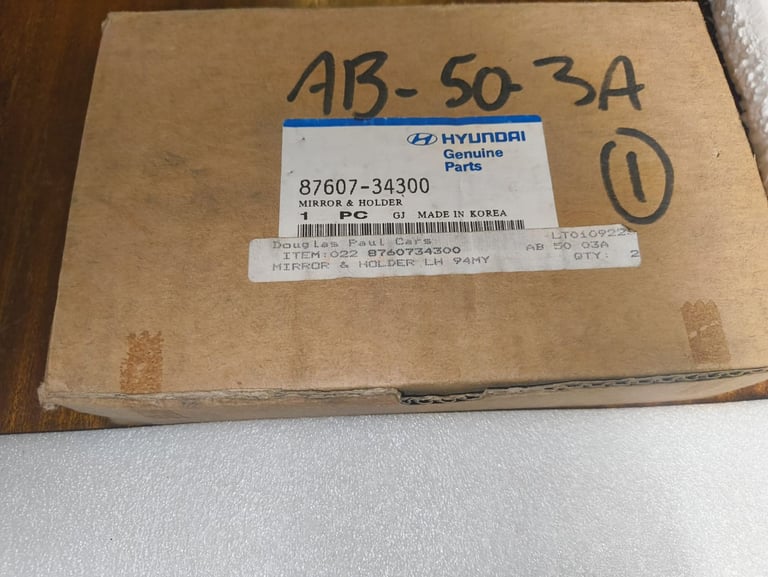 AB-50-3A
1
HYUNDAI
Genuine
Parts
87607-34300
MIRROR & HOLDER
1 PC GJ MADE IN KOREA
Douglas Paul Cars
ITEM:022 8760734300 AB 50 03A
MIRROR & HOLDER LH 94MY QTY: 2